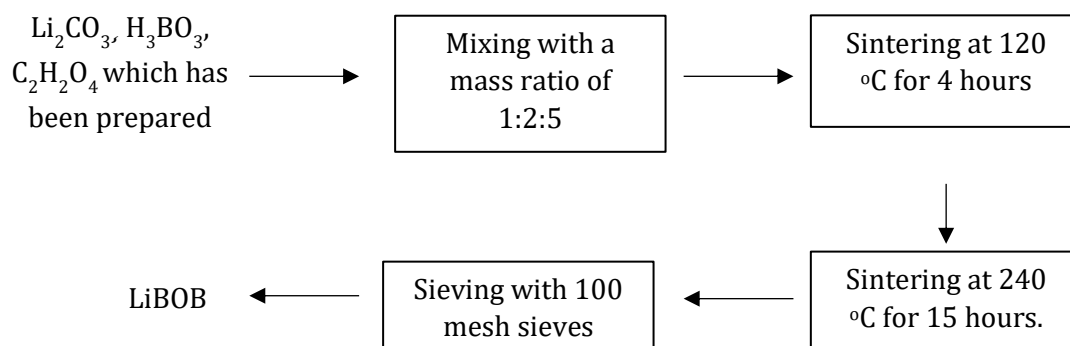 Li₂CO₃, H₃BO₃,
C₂H₂O₄ which has
been prepared
Mixing with a
mass ratio of
1:2:5
Sintering at 120
ᵒC for 4 hours
Sintering at 240
ᵒC for 15 hours.
Sieving with 100
mesh sieves
LiBOB